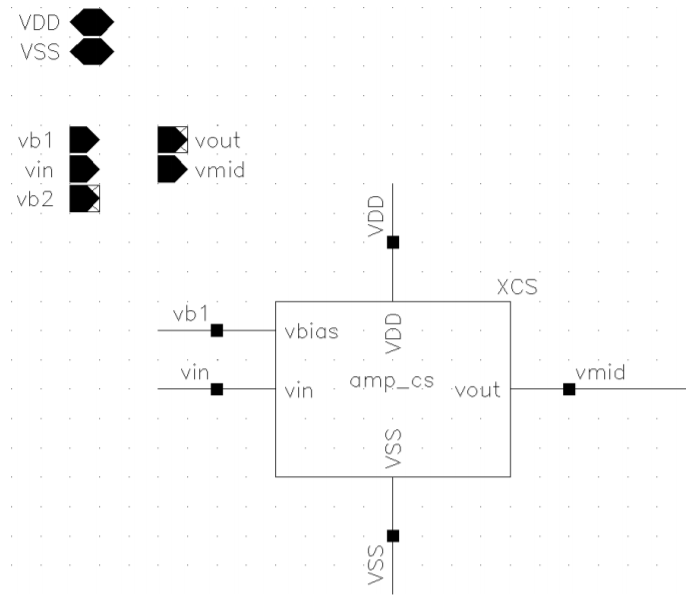 VDD
VSS
vb1
vout
vin
vmid
vb2
VDD
XCS
vb1
vbias
VDD
vin
vin
amp_cs
vout
vmid
VSS
VSS